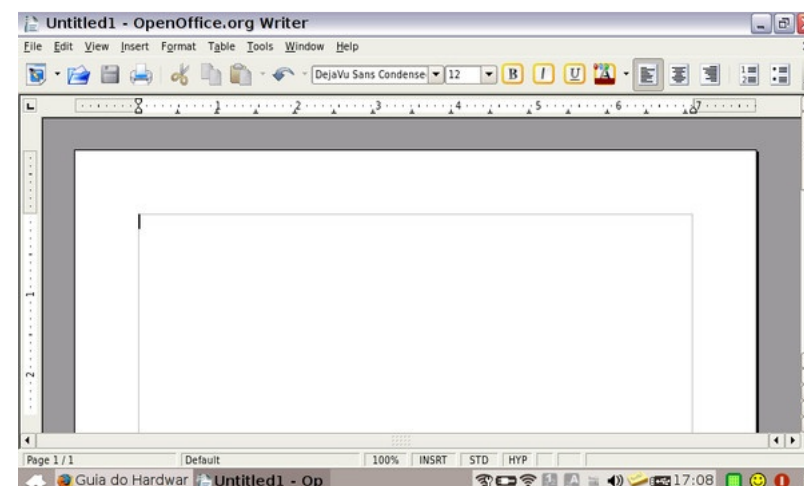 Untitled1 - OpenOffice.org Writer
File Edit View Insert Format Table Tools Window Help
DejaVu Sans Condense 12 B I U A
1 2 3 4 5 6 7
1
2
Page 1 / 1 Default 100% INSRT STD HYP
Guia do Hardwar Untitled1 - Op 17:08